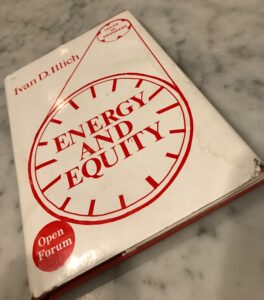 Ivan D. Illich
ENERGY
AND
EQUITY
Open
Forum